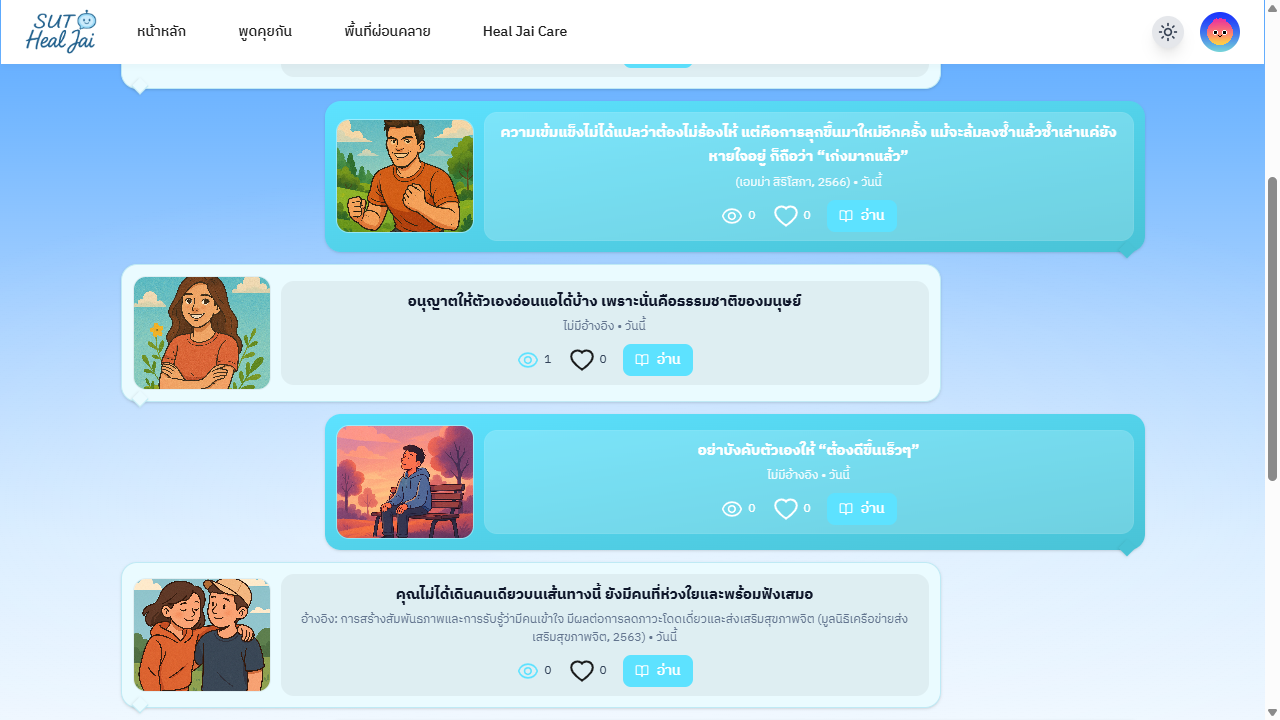 SUT
Heal Jai
หน้าหลัก
พูดคุยกัน
พื้นที่ผ่อนคลาย
Heal Jai Care
ความเข้มแข็งไม่ได้แปลว่าต้องไม่ร้องไห้ แต่คือการลุกขึ้นมาใหม่อีกครั้ง แม้จะล้มลงซ้ำแล้วซ้ำเล่าแค่ยัง
หายใจอยู่ ก็ถือว่า “เก่งมากแล้ว”
(เอมม่า สิริโสภา, 2566) • วันนี้
0
0
อ่าน
อนุญาตให้ตัวเองอ่อนแอได้บ้าง เพราะนั่นคือธรรมชาติของมนุษย์
ไม่มีอ้างอิง • วันนี้
1
0
อ่าน
อย่าบังคับตัวเองให้ “ต้องดีขึ้นเร็วๆ”
ไม่มีอ้างอิง • วันนี้
0
0
อ่าน
คุณไม่ได้เดินคนเดียวบนเส้นทางนี้ ยังมีคนที่ห่วงใยและพร้อมฟังเสมอ
อ้างอิง: การสร้างสัมพันธภาพและการรับรู้ว่ามีคนเข้าใจ มีผลต่อการลดภาวะโดดเดี่ยวและส่งเสริมสุขภาพจิต (มูลนิธิเครือข่ายส่ง
เสริมสุขภาพจิต, 2563) • วันนี้
0
0
อ่าน